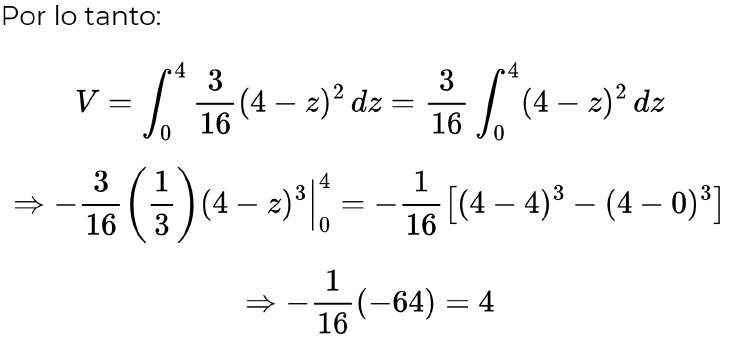 Por lo tanto:
V = ∫₀⁴ 3/16 (4 − z)² dz = 3/16 ∫₀⁴ (4 − z)² dz
⇒ − 3/16 (1/3) (4 − z)³ |₀⁴ = − 1/16 [(4 − 4)³ − (4 − 0)³]
⇒ − 1/16 (−64) = 4